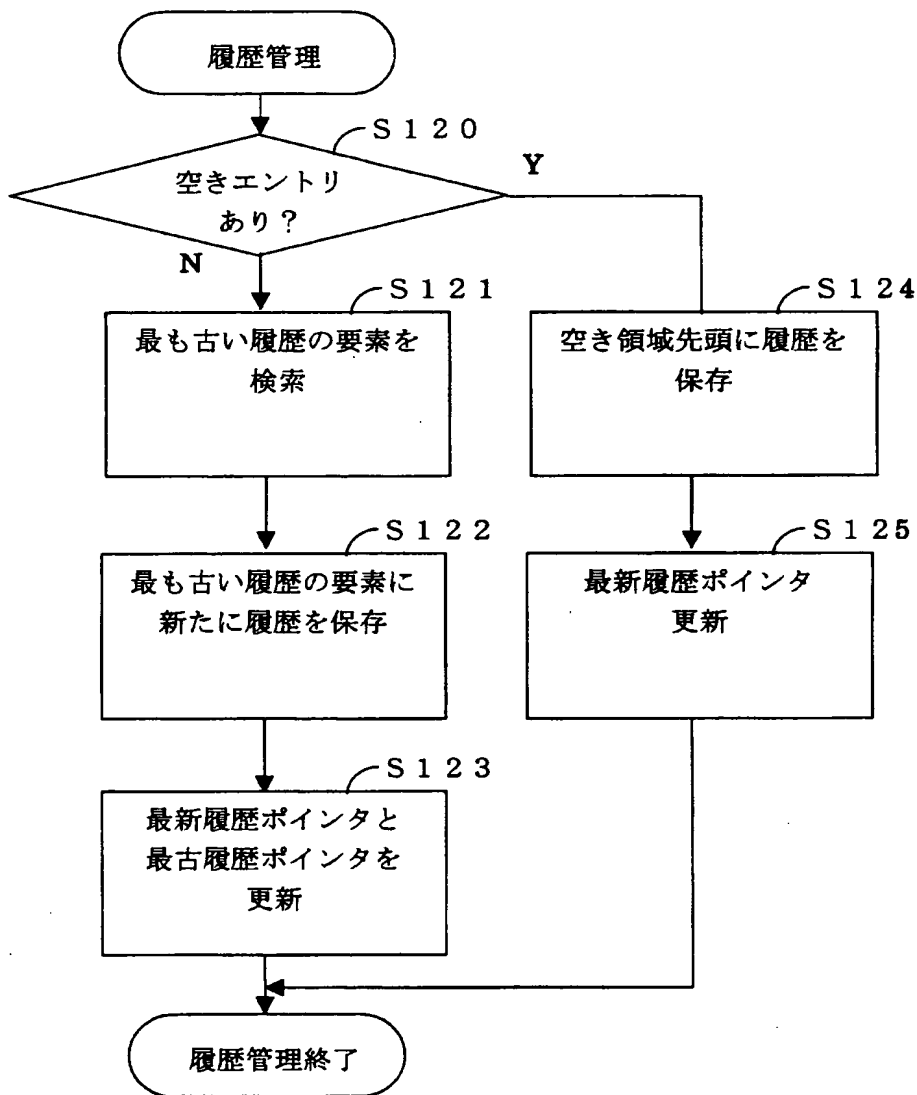 履歴管理
S120
空きエントリ
あり?
Y
N
S121
最も古い履歴の要素を
検索
S122
最も古い履歴の要素に
新たに履歴を保存
S123
最新履歴ポインタと
最古履歴ポインタを
更新
S124
空き領域先頭に履歴を
保存
S125
最新履歴ポインタ
更新
履歴管理終了